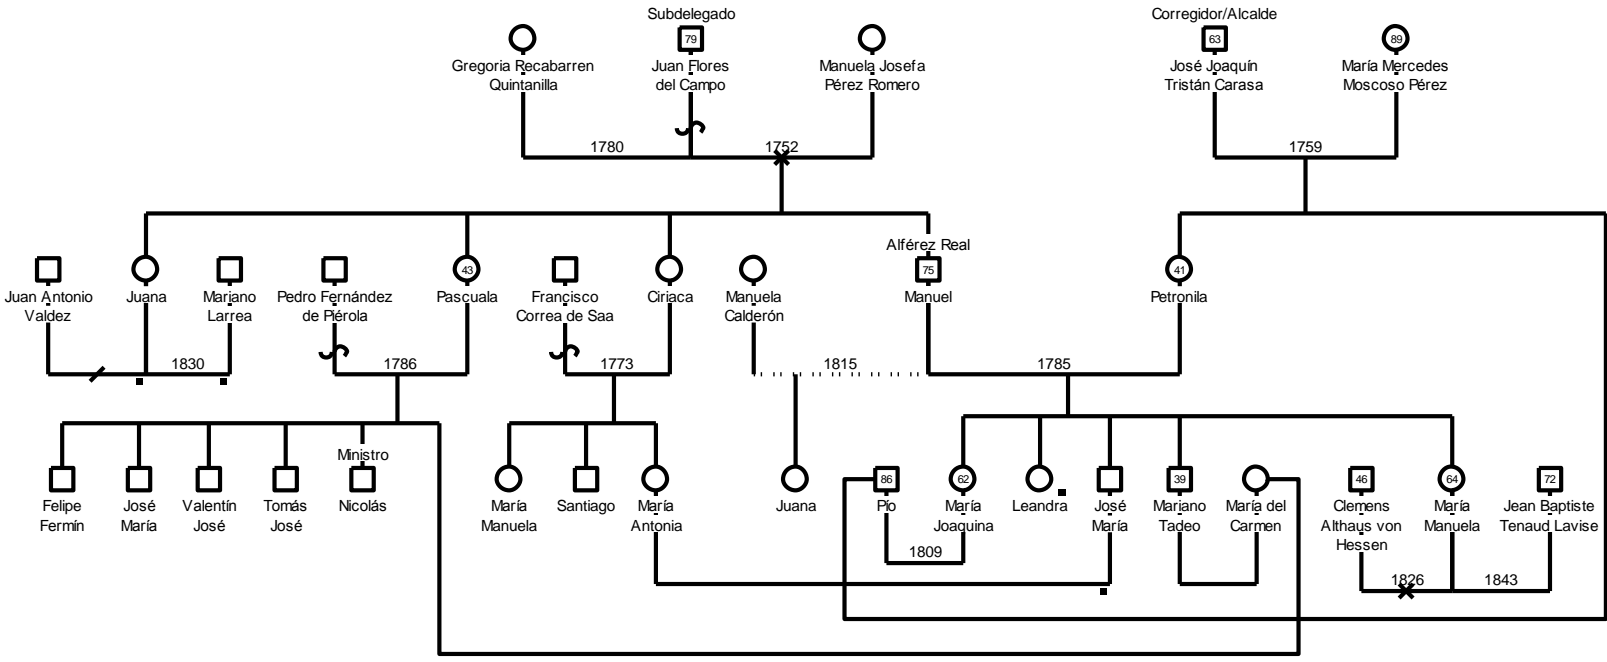 Subdelegado
Corregidor/Alcalde
79
63
89
Gregoria Recabarren
Quintanilla
Juan Flores
del Campo
Manuela Josefa
Pérez Romero
José Joaquín
Tristán Carasa
María Mercedes
Moscoso Pérez
1780
1752
1759
Alférez Real
43
75
41
Juan Antonio
Valdez
Juana
Mariano
Larrea
Pedro Fernández
de Piérola
Pascuala
Francisco
Correa de Saa
Ciriaca
Manuela
Calderón
Manuel
Petronila
1830
1786
1773
1815
1785
Ministro
86
62
39
46
64
72
Felipe
Fermín
José
María
Valentín
José
Tomás
José
Nicolás
María
Manuela
Santiago
María
Antonia
Juana
Pío
María
Joaquina
Leandra
José
María
Mariano
Tadeo
María del
Carmen
Clemens
Althaus von
Hessen
María
Manuela
Jean Baptiste
Tenaud Lavise
1809
1826
1843